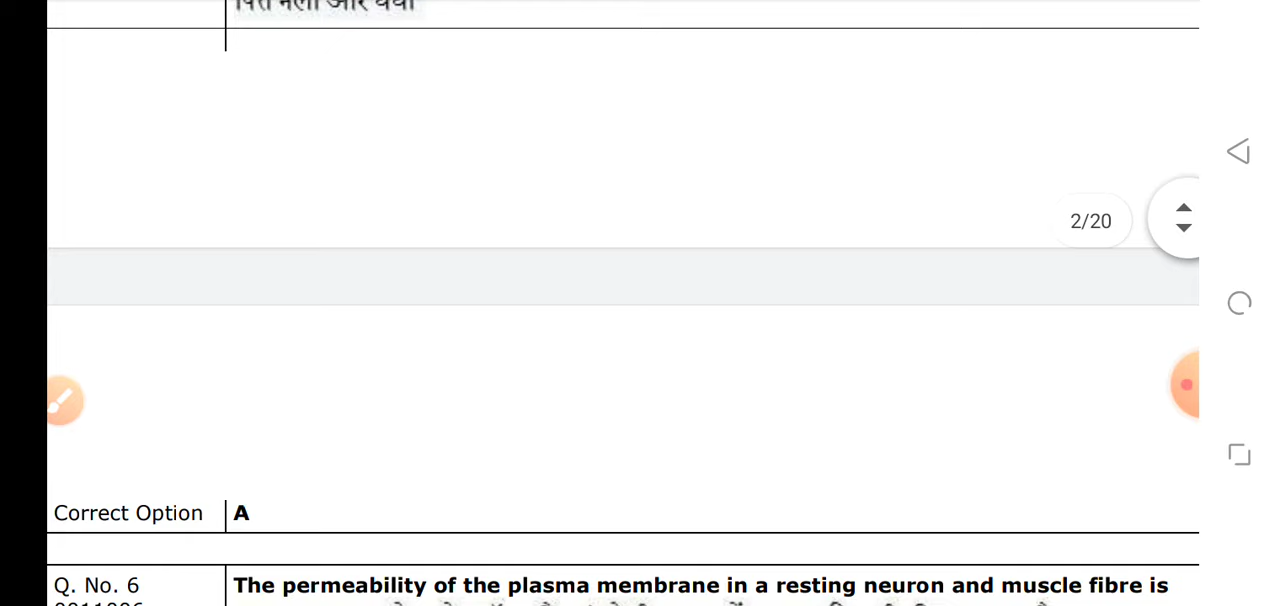 2/20
Correct Option A
Q. No. 6 The permeability of the plasma membrane in a resting neuron and muscle fibre is